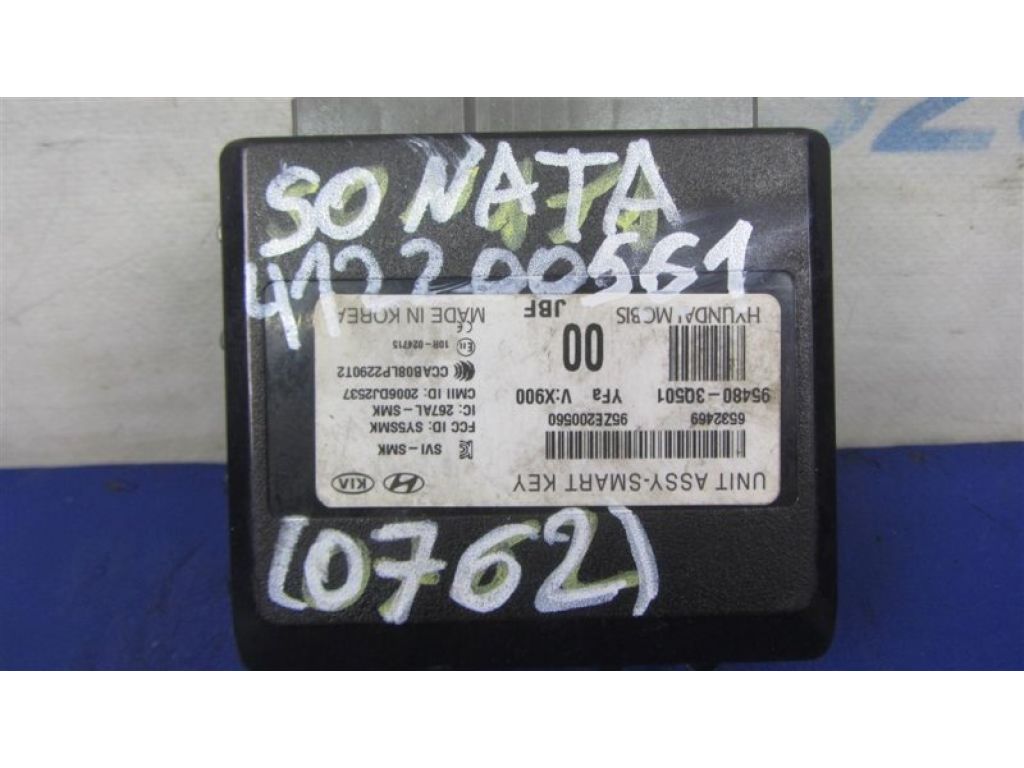 SONATA
412200561
UNIT ASSY-SMART KEY
6532469 95ZE200560
95480-3Q501 YFa V:X900
00
JBF
HYUNDAI MOBIS
KIA
SVI-SMK
FCC ID: SY5SMK
IC: 267AL-SMK
CMII ID: 2006DJ2537
CCAB08LP2290T2
10R-024715
MADE IN KOREA
(0762)